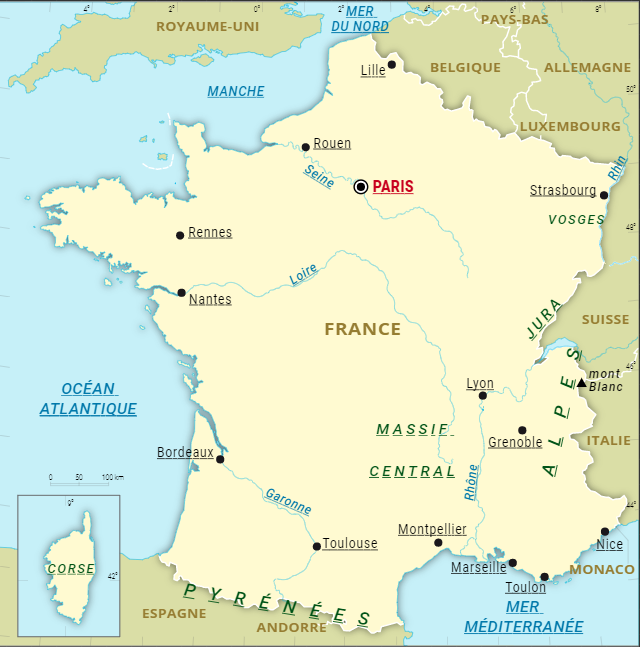 4°
2°
0°
2°
4°
6°
8°
MER
DU NORD
PAYS-BAS
ROYAUME-UNI
Lille
BELGIQUE
ALLEMAGNE
MANCHE
50°
LUXEMBOURG
Rouen
Seine
PARIS
Rhin
Strasbourg
VOSGES
Rennes
48°
Loire
Nantes
JURA
SUISSE
FRANCE
ALPES
mont
Blanc
46°
OCÉAN
ATLANTIQUE
Lyon
MASSIF
CENTRAL
Grenoble
ITALIE
Bordeaux
Rhône
0 50 100 km
Garonne
44°
9°
Montpellier
Nice
Toulouse
Marseille
MONACO
CORSE
42°
Toulon
PYRÉNÉES
MER
MÉDITERRANÉE
ESPAGNE
ANDORRE